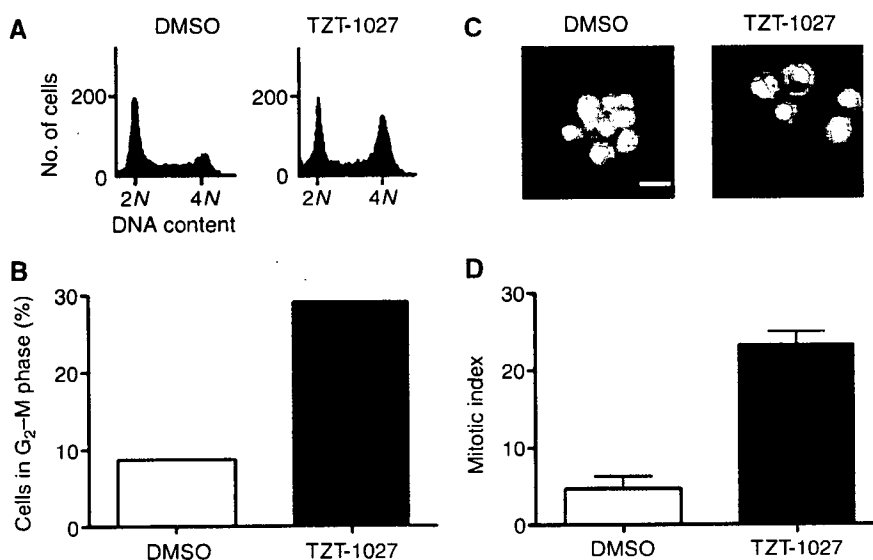 A
DMSO
TZT-1027
No. of cells
200
0
2N
4N
200
0
2N
4N
DNA content
C
DMSO
TZT-1027
B
Cells in G₂–M phase (%)
30
20
10
0
DMSO
TZT-1027
D
Mitotic index
30
20
10
0
DMSO
TZT-1027